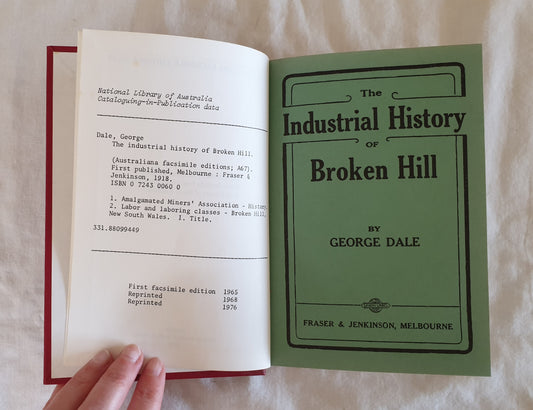 National Library of Australia
Cataloguing-in-Publication data
Dale, George
The industrial history of Broken Hill.
(Australiana facsimile editions; A67).
First published, Melbourne : Fraser &
Jenkinson, 1918.
ISBN 0 7243 0060 0
1. Amalgamated Miners' Association - History.
2. Labor and laboring classes - Broken Hill,
New South Wales. 1. Title.
331.88099449
First facsimile edition 1965
Reprinted 1968
Reprinted 1976
The
Industrial History
OF
Broken Hill
BY
GEORGE DALE
FRASER & JENKINSON, MELBOURNE